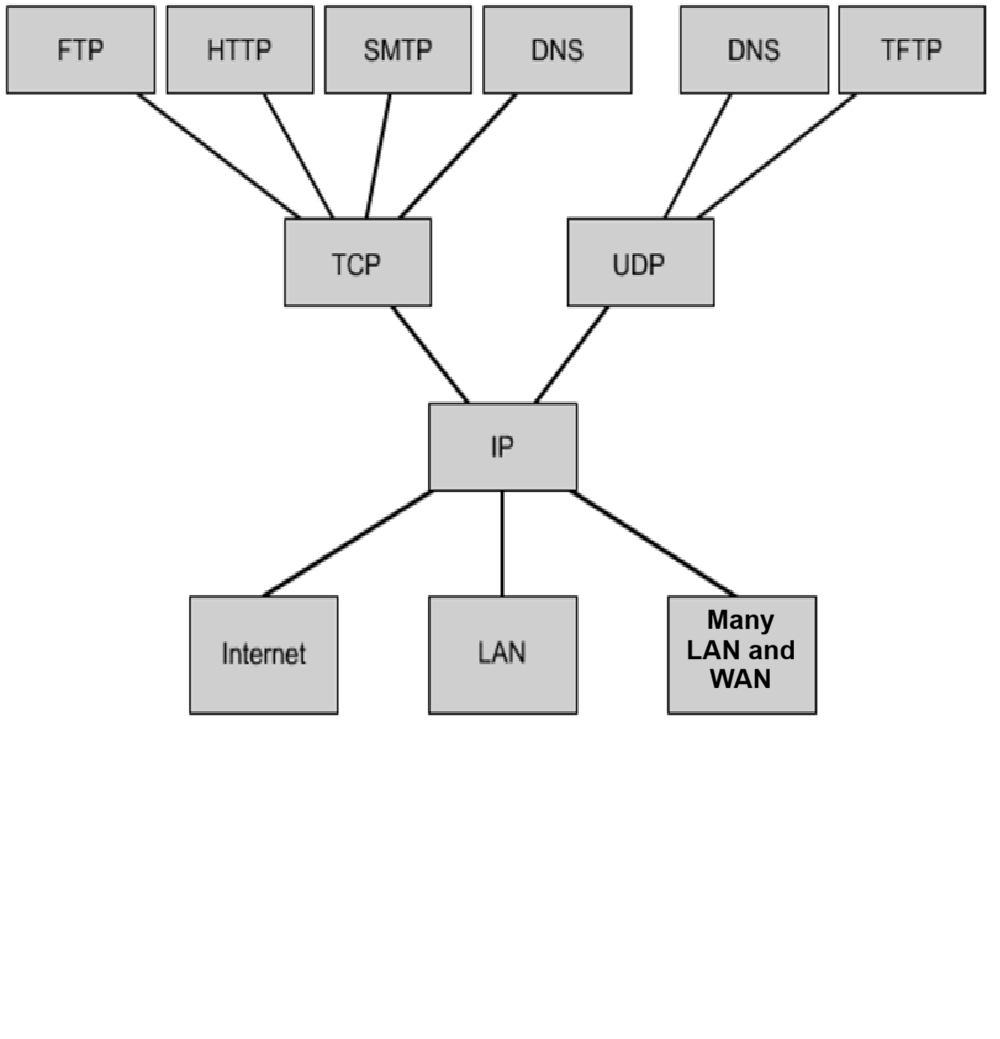 FTP
HTTP
SMTP
DNS
DNS
TFTP
TCP
UDP
IP
Internet
LAN
Many
LAN and
WAN